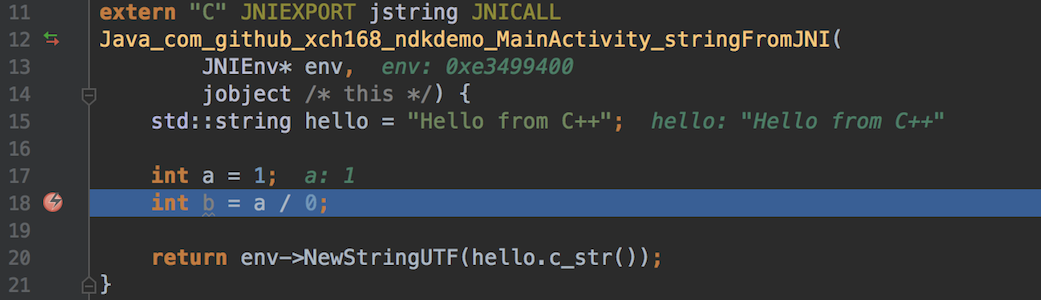 11 extern "C" JNIEXPORT jstring JNICALL
12 Java_com_github_xch168_ndkdemo_MainActivity_stringFromJNI(
13         JNIEnv* env,  env: 0xe3499400
14         jobject /* this */) {
15     std::string hello = "Hello from C++";  hello: "Hello from C++"
16
17     int a = 1;  a: 1
18     int b = a / 0;
19
20     return env->NewStringUTF(hello.c_str());
21 }